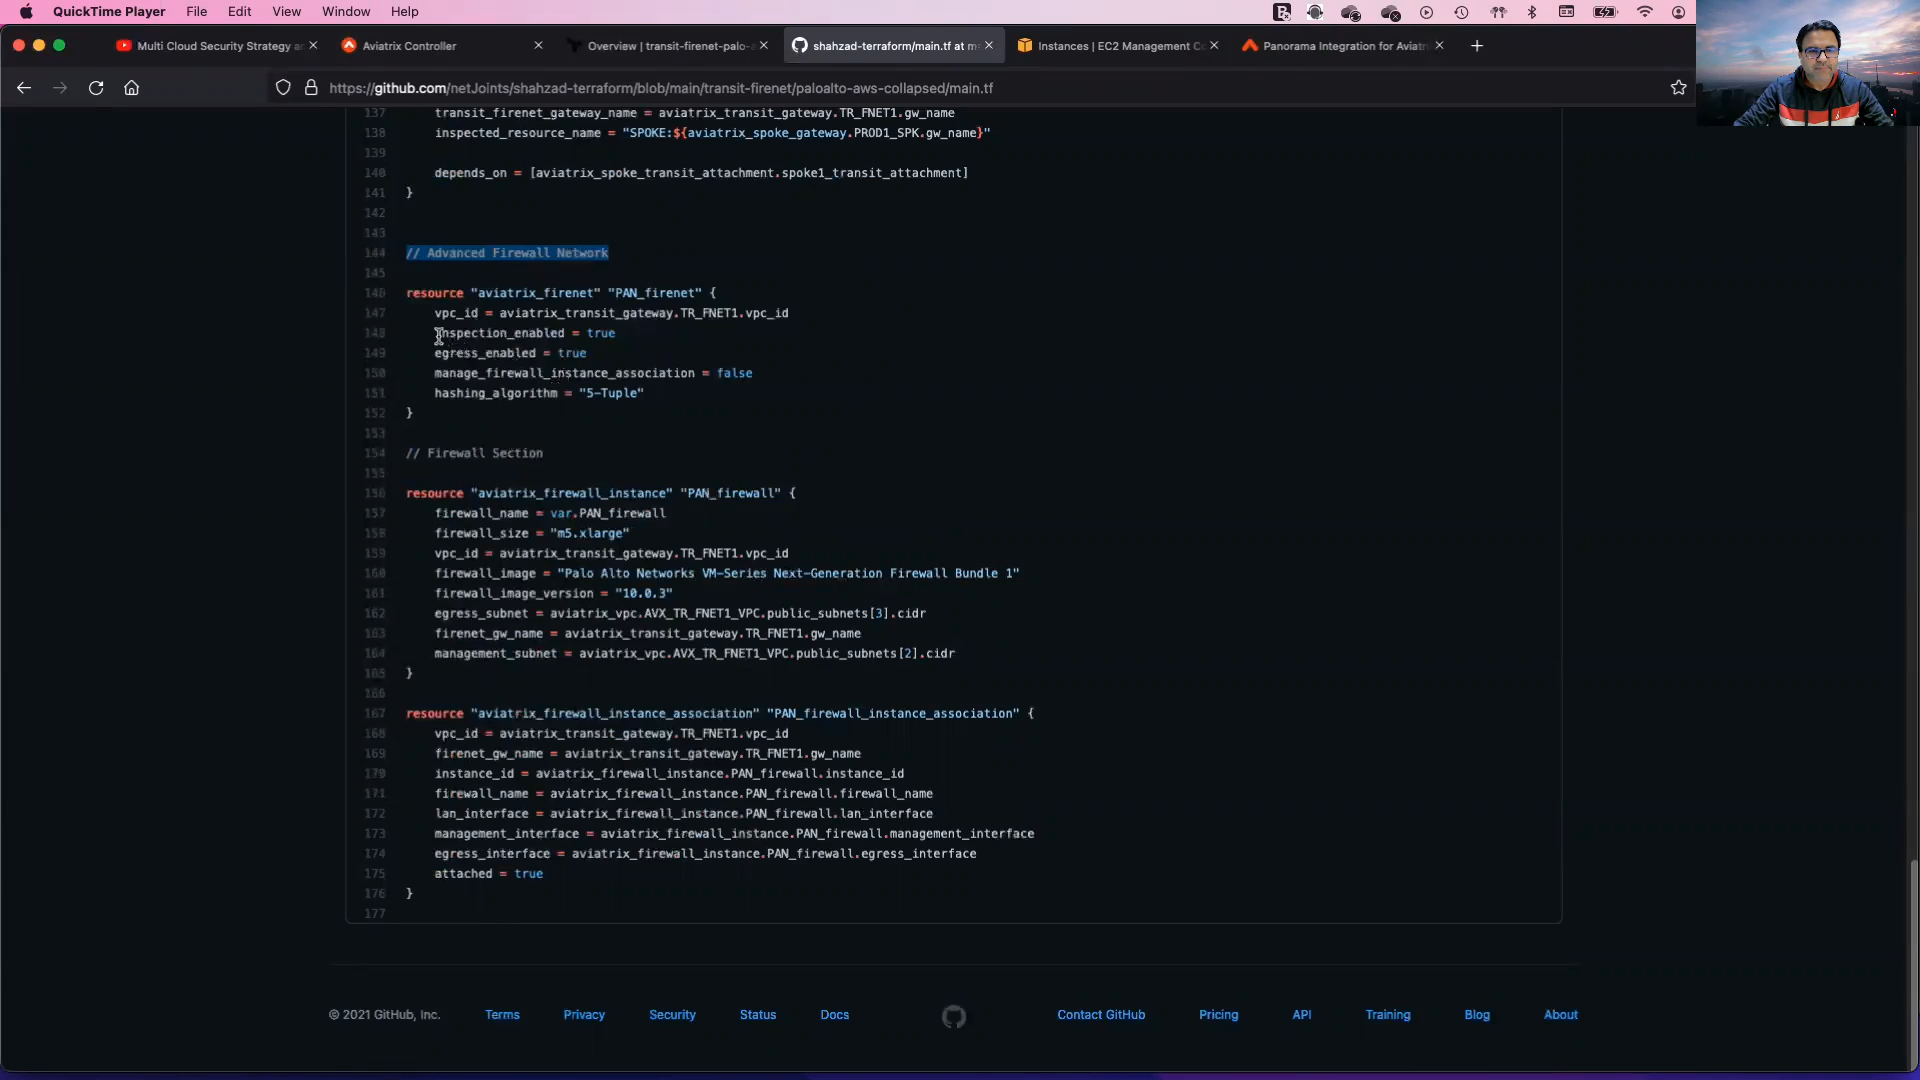 QuickTime Player File Edit View Window Help
Multi Cloud Security Strategy a
Aviatrix Controller
Overview | transit-firenet-palo-
shahzad-terraform/main.tf at m
Instances | EC2 Management C
Panorama Integration for Aviat
https://github.com/netJoints/shahzad-terraform/blob/main/transit-firenet/paloalto-aws-collapsed/main.tf
137 transit_firenet_gateway_name = aviatrix_transit_gateway.TR_FNET1.gw_name
138 inspected_resource_name = "SPOKE:${aviatrix_spoke_gateway.PROD1_SPK.gw_name}"
139
140 depends_on = [aviatrix_spoke_transit_attachment.spoke1_transit_attachment]
141 }
142
143
144 // Advanced Firewall Network
145
146 resource "aviatrix_firenet" "PAN_firenet" {
147 vpc_id = aviatrix_transit_gateway.TR_FNET1.vpc_id
148 inspection_enabled = true
149 egress_enabled = true
150 manage_firewall_instance_association = false
151 hashing_algorithm = "5-Tuple"
152 }
153
154 // Firewall Section
155
156 resource "aviatrix_firewall_instance" "PAN_firewall" {
157 firewall_name = var.PAN_firewall
158 firewall_size = "m5.xlarge"
159 vpc_id = aviatrix_transit_gateway.TR_FNET1.vpc_id
160 firewall_image = "Palo Alto Networks VM-Series Next-Generation Firewall Bundle 1"
161 firewall_image_version = "10.0.3"
162 egress_subnet = aviatrix_vpc.AVX_TR_FNET1_VPC.public_subnets[3].cidr
163 firenet_gw_name = aviatrix_transit_gateway.TR_FNET1.gw_name
164 management_subnet = aviatrix_vpc.AVX_TR_FNET1_VPC.public_subnets[2].cidr
165 }
166
167 resource "aviatrix_firewall_instance_association" "PAN_firewall_instance_association" {
168 vpc_id = aviatrix_transit_gateway.TR_FNET1.vpc_id
169 firenet_gw_name = aviatrix_transit_gateway.TR_FNET1.gw_name
170 instance_id = aviatrix_firewall_instance.PAN_firewall.instance_id
171 firewall_name = aviatrix_firewall_instance.PAN_firewall.firewall_name
172 lan_interface = aviatrix_firewall_instance.PAN_firewall.lan_interface
173 management_interface = aviatrix_firewall_instance.PAN_firewall.management_interface
174 egress_interface = aviatrix_firewall_instance.PAN_firewall.egress_interface
175 attached = true
176 }
177
© 2021 GitHub, Inc. Terms Privacy Security Status Docs Contact GitHub Pricing API Training Blog About